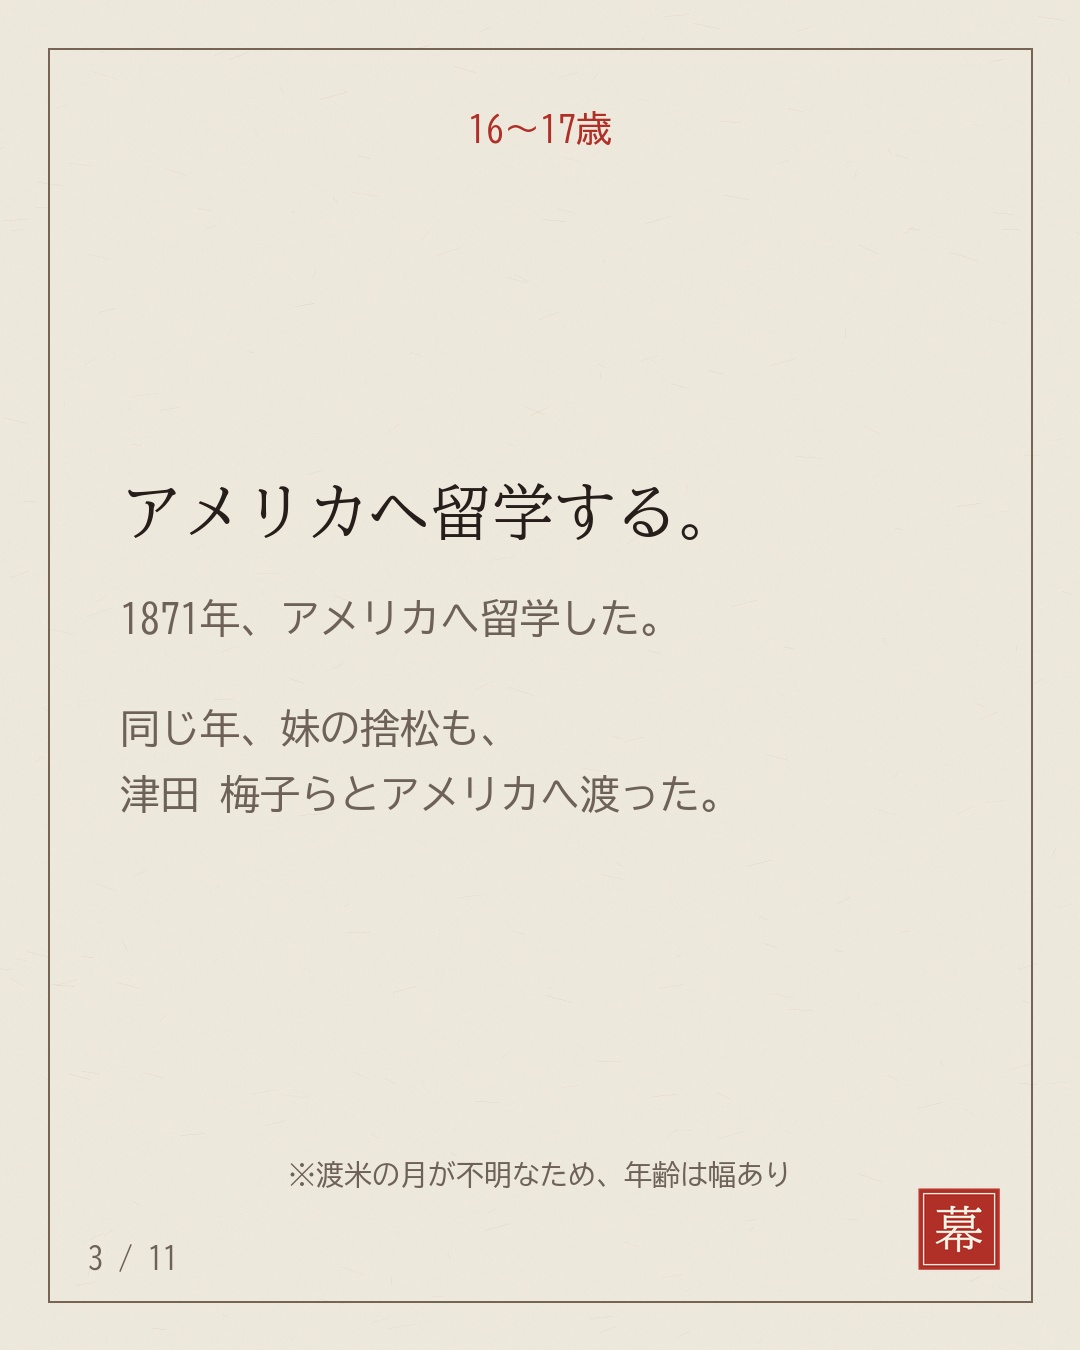 16〜17歳
アメリカへ留学する。
1871年、アメリカへ留学した。
同じ年、妹の捨松も、
津田 梅子らとアメリカへ渡った。
※渡米の月が不明なため、年齢は幅あり
幕
3 / 11